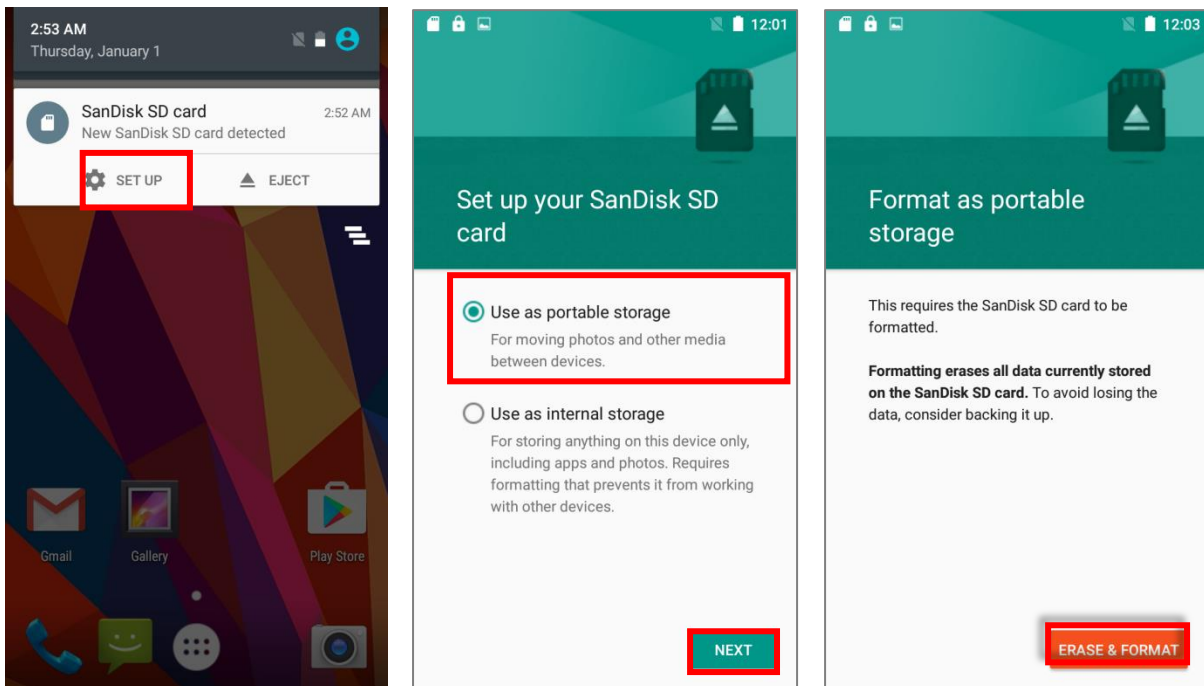 2:53 AM
Thursday, January 1
SanDisk SD card 2:52 AM
New SanDisk SD card detected
SET UP EJECT
Gmail Gallery Play Store
12:01
Set up your SanDisk SD
card
Use as portable storage
For moving photos and other media
between devices.
Use as internal storage
For storing anything on this device only,
including apps and photos. Requires
formatting that prevents it from working
with other devices.
NEXT
12:03
Format as portable
storage
This requires the SanDisk SD card to be
formatted.
Formatting erases all data currently stored
on the SanDisk SD card. To avoid losing the
data, consider backing it up.
ERASE & FORMAT